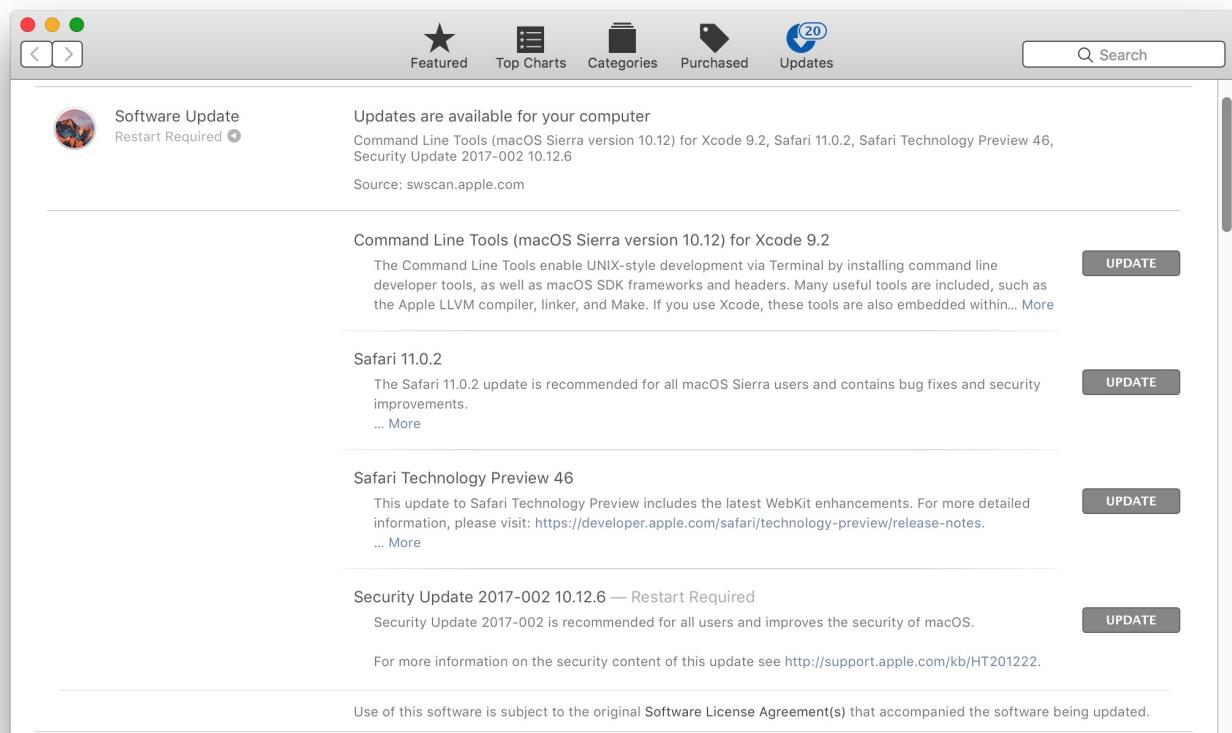 20
Featured
Top Charts
Categories
Purchased
Updates
Search
Software Update
Restart Required
Updates are available for your computer
Command Line Tools (macOS Sierra version 10.12) for Xcode 9.2, Safari 11.0.2, Safari Technology Preview 46,
Security Update 2017-002 10.12.6
Source: swscan.apple.com
Command Line Tools (macOS Sierra version 10.12) for Xcode 9.2
UPDATE
The Command Line Tools enable UNIX-style development via Terminal by installing command line
developer tools, as well as macOS SDK frameworks and headers. Many useful tools are included, such as
the Apple LLVM compiler, linker, and Make. If you use Xcode, these tools are also embedded within... More
Safari 11.0.2
UPDATE
The Safari 11.0.2 update is recommended for all macOS Sierra users and contains bug fixes and security
improvements.
... More
Safari Technology Preview 46
UPDATE
This update to Safari Technology Preview includes the latest WebKit enhancements. For more detailed
information, please visit: https://developer.apple.com/safari/technology-preview/release-notes.
... More
Security Update 2017-002 10.12.6 — Restart Required
UPDATE
Security Update 2017-002 is recommended for all users and improves the security of macOS.
For more information on the security content of this update see http://support.apple.com/kb/HT201222.
Use of this software is subject to the original Software License Agreement(s) that accompanied the software being updated.